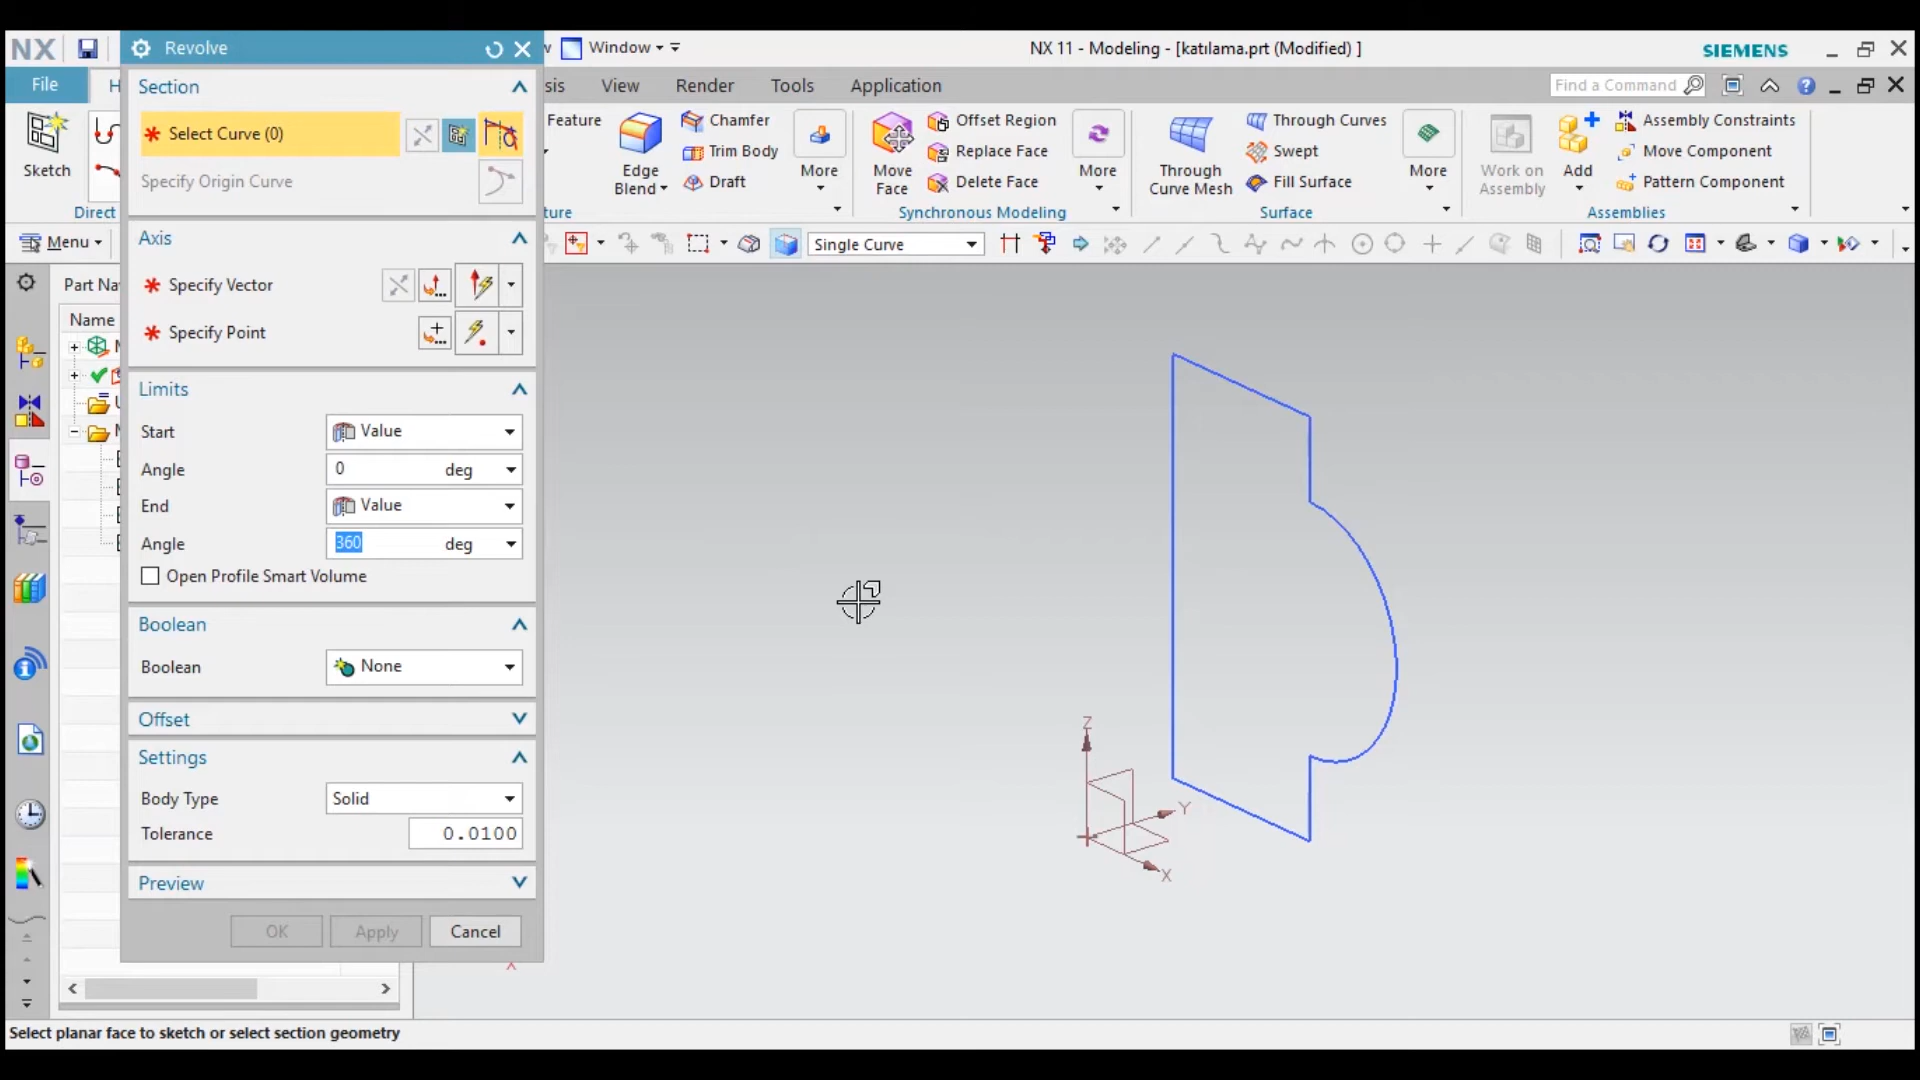 NX
Revolve
Window
NX 11 - Modeling - [katılama.prt (Modified) ]
SIEMENS
File
H
sis
View
Render
Tools
Application
Find a Command
Section
Select Curve (0)
Specify Origin Curve
Sketch
Direct
Feature
ture
Edge
Blend
Chamfer
Trim Body
Draft
More
Move
Face
Offset Region
Replace Face
Delete Face
More
Synchronous Modeling
Through
Curve Mesh
Through Curves
Swept
Fill Surface
More
Surface
Work on
Assembly
Add
Assembly Constraints
Move Component
Pattern Component
Assemblies
Menu
Single Curve
Axis
Specify Vector
Specify Point
Part Na
Name
M
U
M
Limits
Start
Value
Angle
0
deg
End
Value
Angle
360
deg
Open Profile Smart Volume
Boolean
Boolean
None
Offset
Settings
Body Type
Solid
Tolerance
0.0100
Preview
OK
Apply
Cancel
Z
Y
X
X
Select planar face to sketch or select section geometry